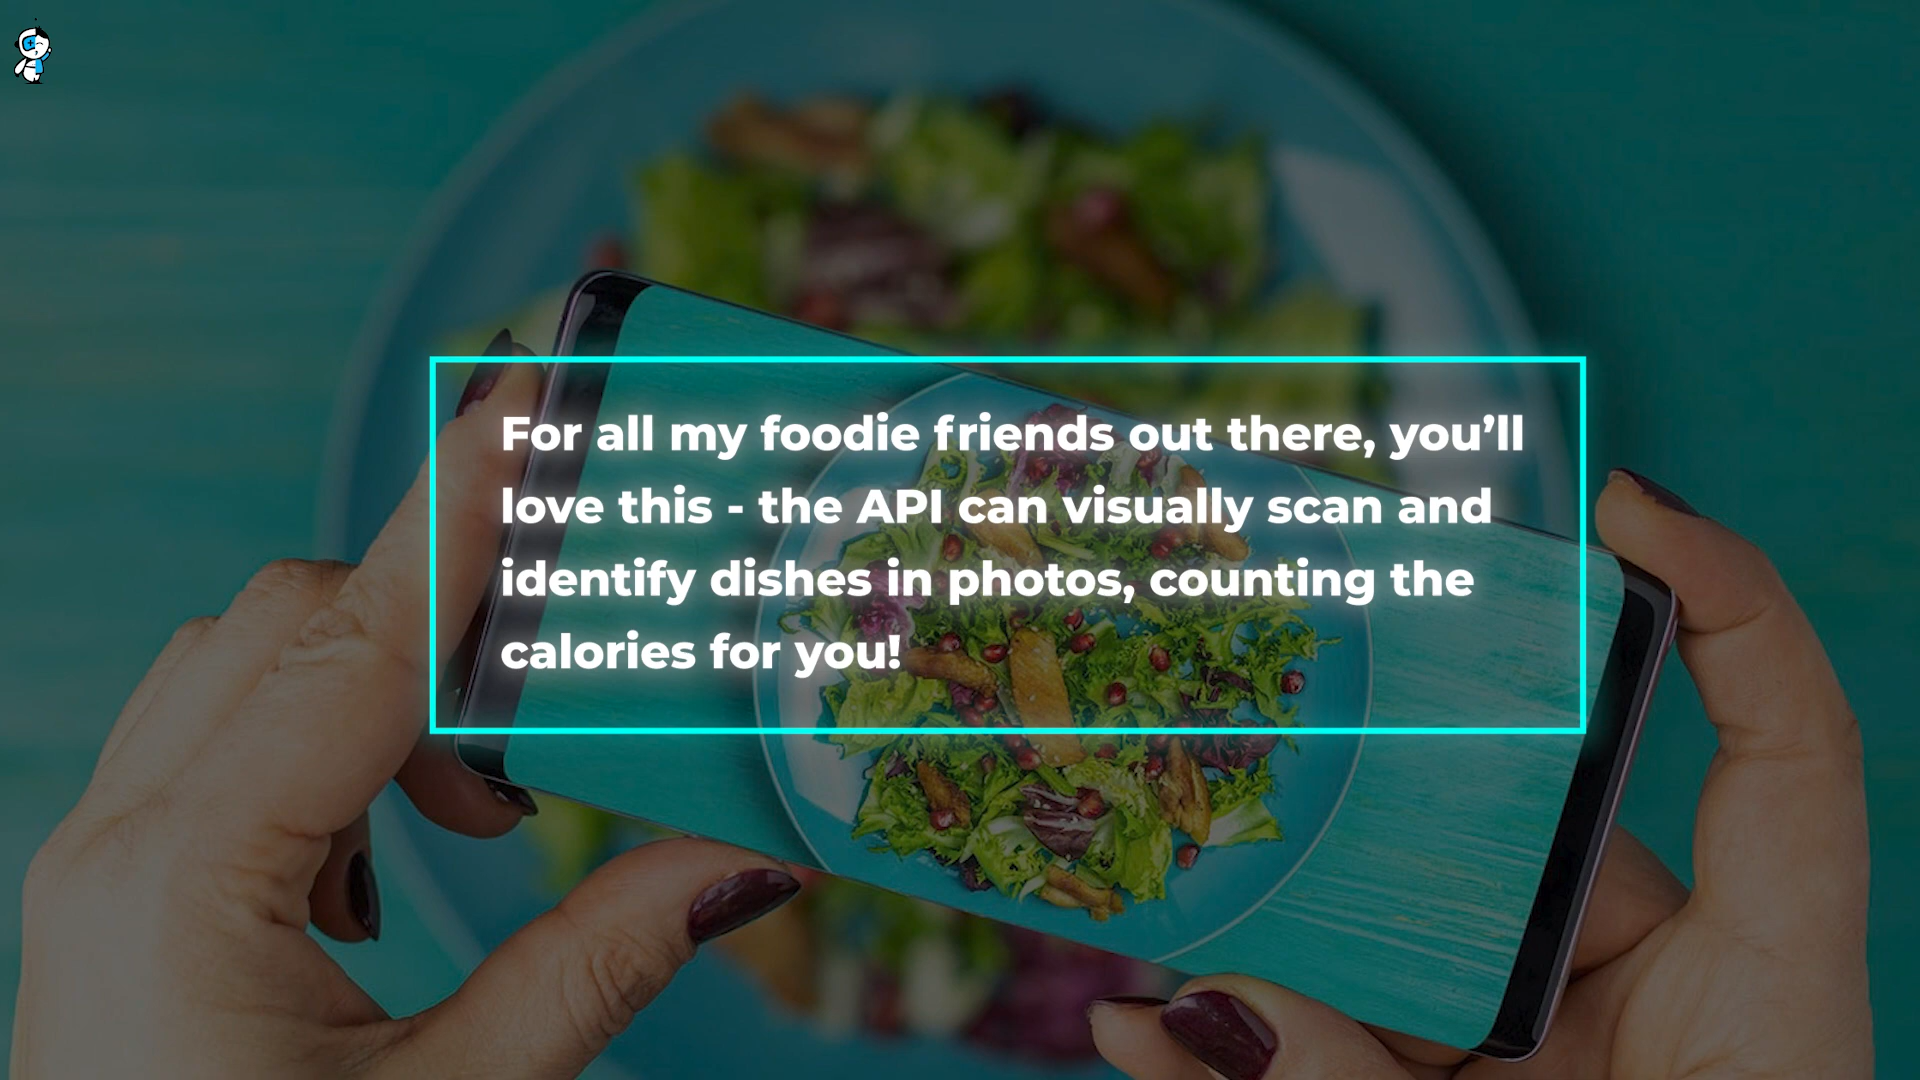 For all my foodie friends out there, you’ll
love this - the API can visually scan and
identify dishes in photos, counting the
calories for you!